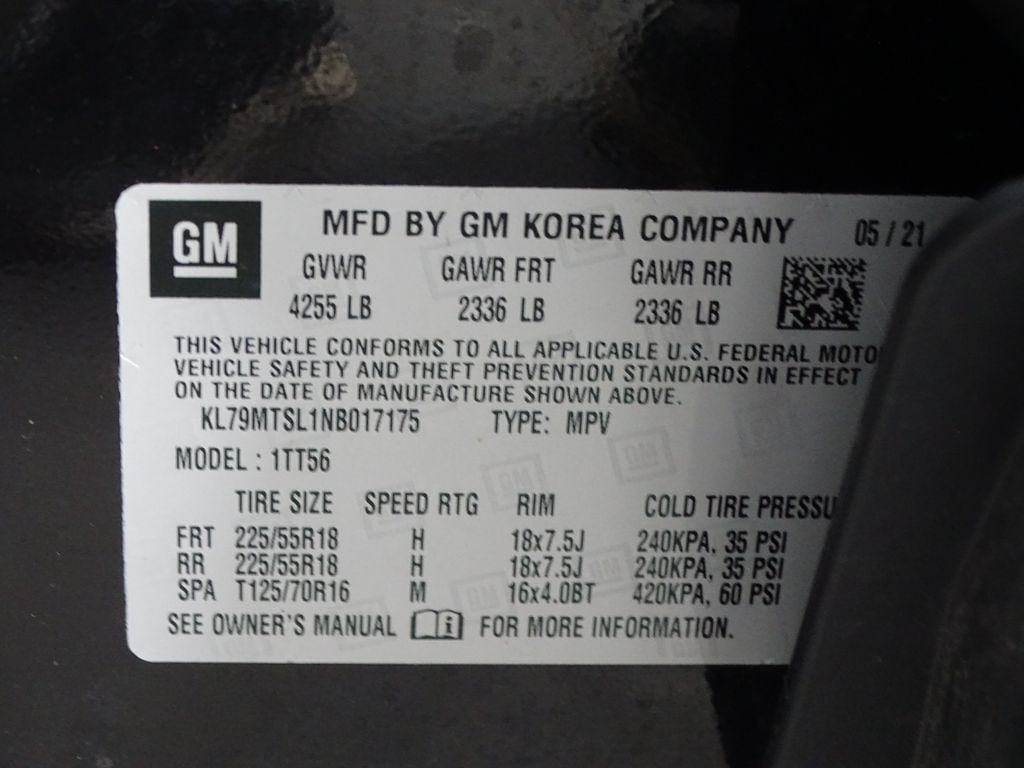 GM
MFD BY GM KOREA COMPANY 05 / 21
GVWR GAWR FRT GAWR RR
4255 LB 2336 LB 2336 LB
THIS VEHICLE CONFORMS TO ALL APPLICABLE U.S. FEDERAL MOTO
VEHICLE SAFETY AND THEFT PREVENTION STANDARDS IN EFFECT
ON THE DATE OF MANUFACTURE SHOWN ABOVE.
KL79MTSL1NB017175 TYPE: MPV
MODEL : 1TT56
TIRE SIZE SPEED RTG RIM COLD TIRE PRESSU
FRT 225/55R18 H 18x7.5J 240KPA, 35 PSI
RR 225/55R18 H 18x7.5J 240KPA, 35 PSI
SPA T125/70R16 M 16x4.0BT 420KPA, 60 PSI
SEE OWNER'S MANUAL i FOR MORE INFORMATION.